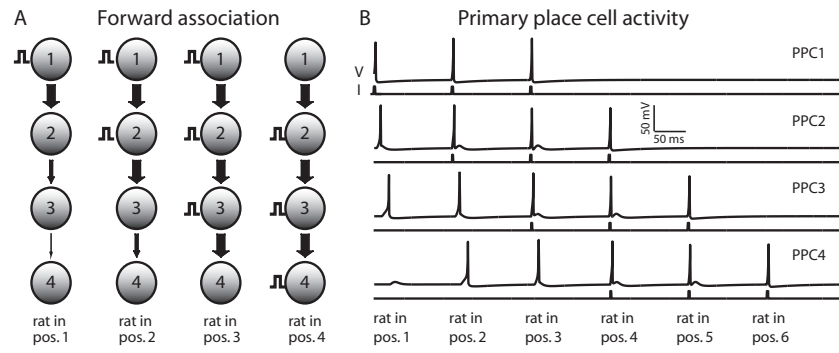 A Forward association
1 1 1 1
2 2 2 2
3 3 3 3
4 4 4 4
rat in pos. 1
rat in pos. 2
rat in pos. 3
rat in pos. 4
B Primary place cell activity
PPC1
V
I
PPC2
50 mV
50 ms
PPC3
PPC4
rat in pos. 1
rat in pos. 2
rat in pos. 3
rat in pos. 4
rat in pos. 5
rat in pos. 6